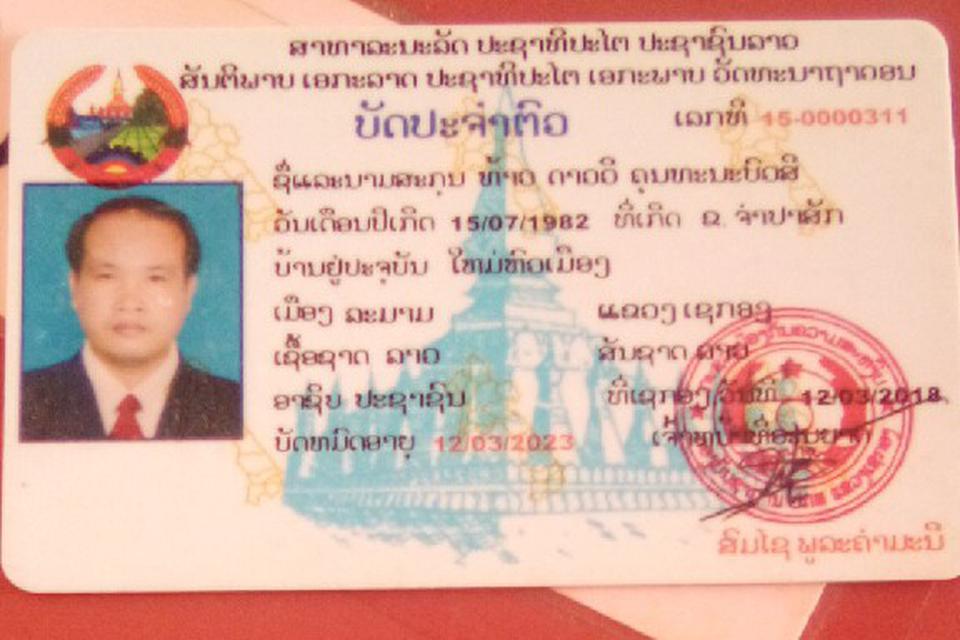 ສາທາລະນະລັດ ປະຊາທິປະໄຕ ປະຊາຊົນລາວ
ສັນຕິພາບ ເອກະລາດ ປະຊາທິປະໄຕ ເອກະພາບ ວັດທະນາຖາວອນ
ບັດປະຈຳຕົວ
ເລກທີ 15-0000311
ຊື່ແລະນາມສະກຸນ ທ້າວ ດາວວີ ຄຸນທະນະບົດສີ
ວັນເດືອນປີເກີດ 15/07/1982 ທີ່ເກີດ ຂ. ຈຳປາສັກ
ບ້ານຢູ່ປະຈຸບັນ ໃຫມ່ຫົວເມືອງ
ເມືອງ ລະມາມ ແຂວງ ເຊກອງ
ເຊື້ອຊາດ ລາວ ສັນຊາດ ລາວ
ອາຊີບ ປະຊາຊົນ ທີ່ເຊກອງ ວັນທີ 12/03/2018
ບັດຫມົດອາຍຸ 12/03/2023
ສົມໄຊ ພູລະຄຳມະນີ